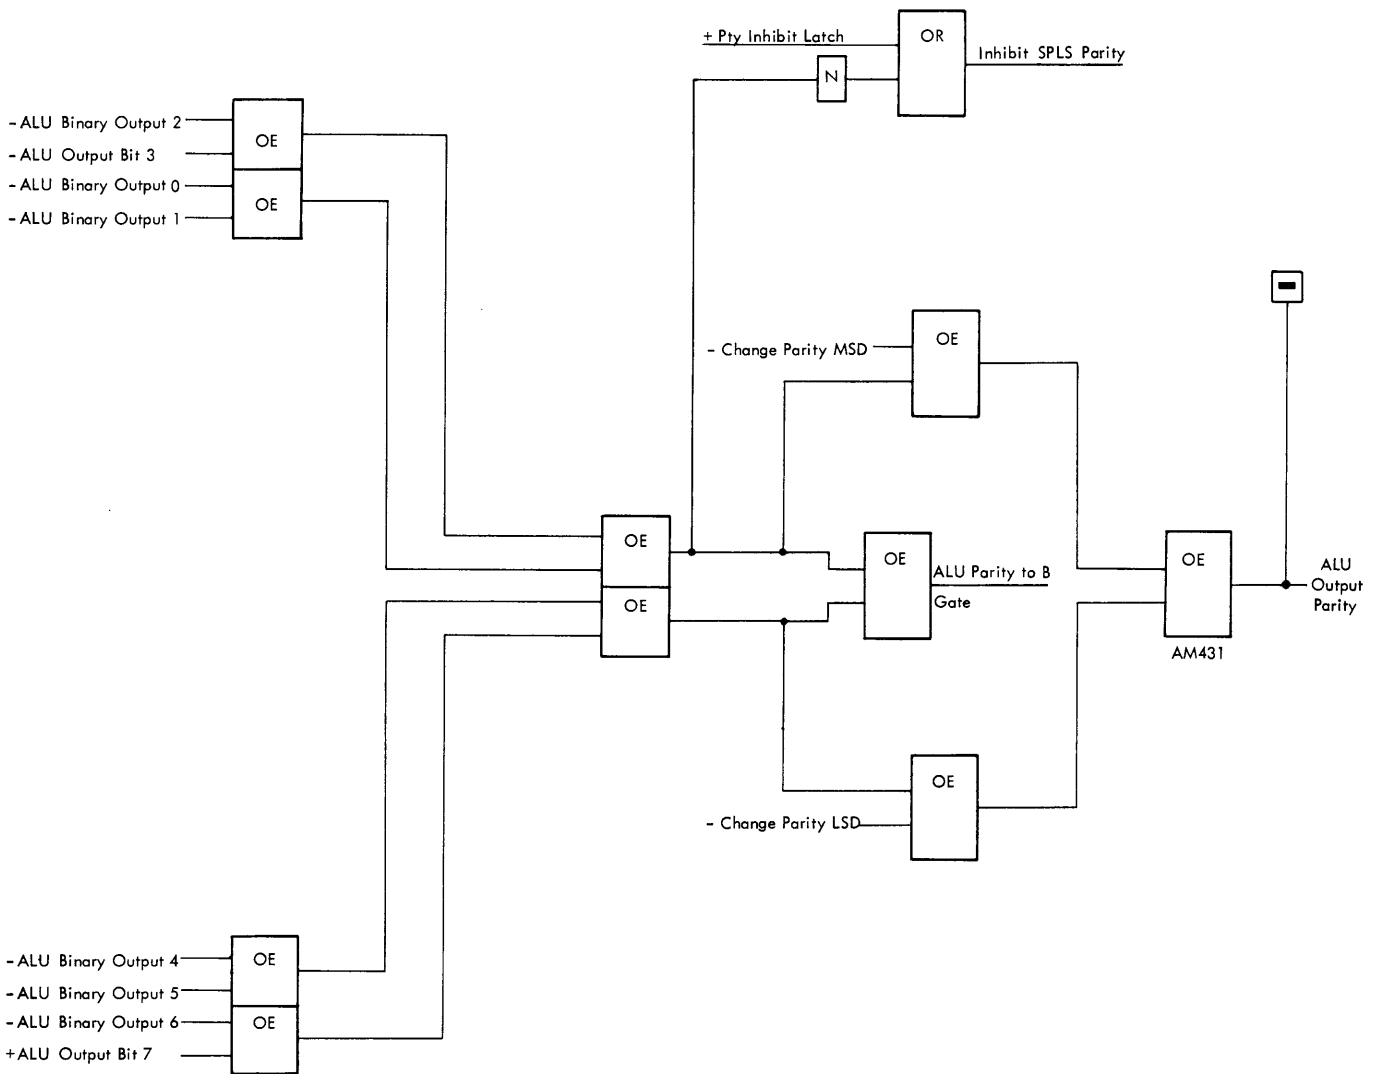 + Pty Inhibit Latch
OR
Inhibit SPLS Parity
N
- ALU Binary Output 2
OE
- ALU Output Bit 3
- ALU Binary Output 0
OE
- ALU Binary Output 1
- Change Parity MSD
OE
OE
OE
OE
ALU Parity to B
Gate
OE
AM431
ALU
Output
Parity
- Change Parity LSD
OE
- ALU Binary Output 4
OE
- ALU Binary Output 5
- ALU Binary Output 6
OE
+ ALU Output Bit 7